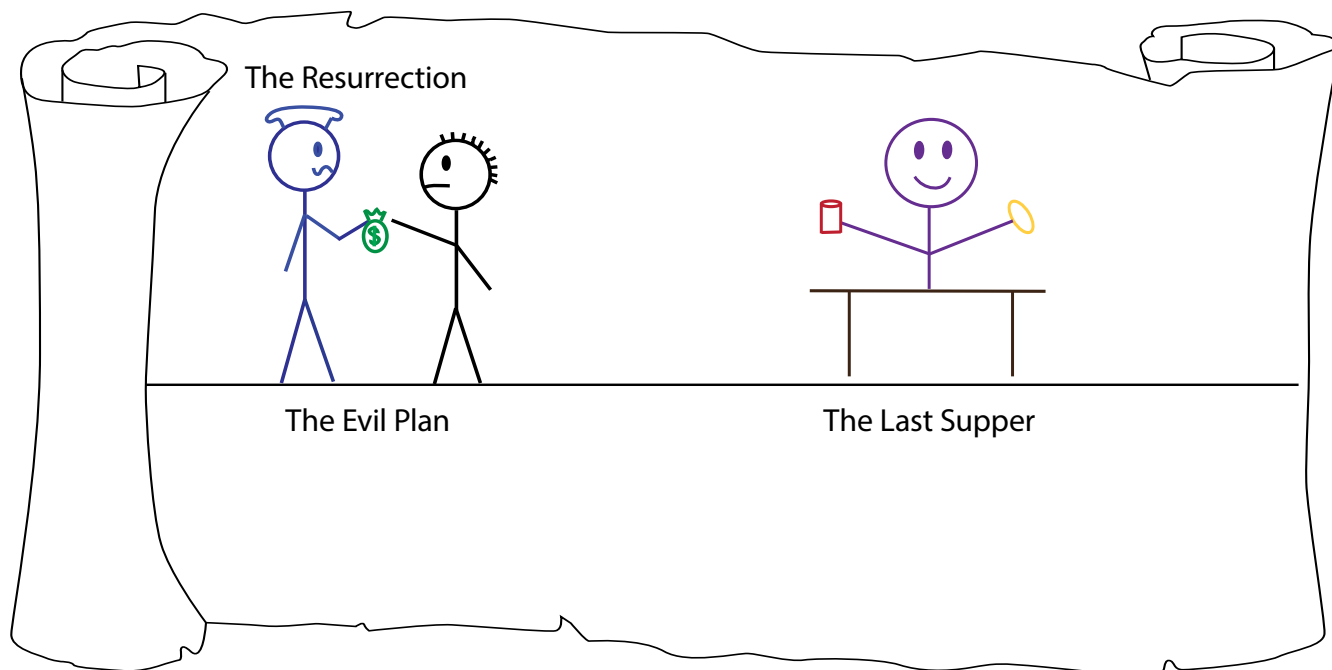 The Resurrection
$
The Evil Plan
The Last Supper